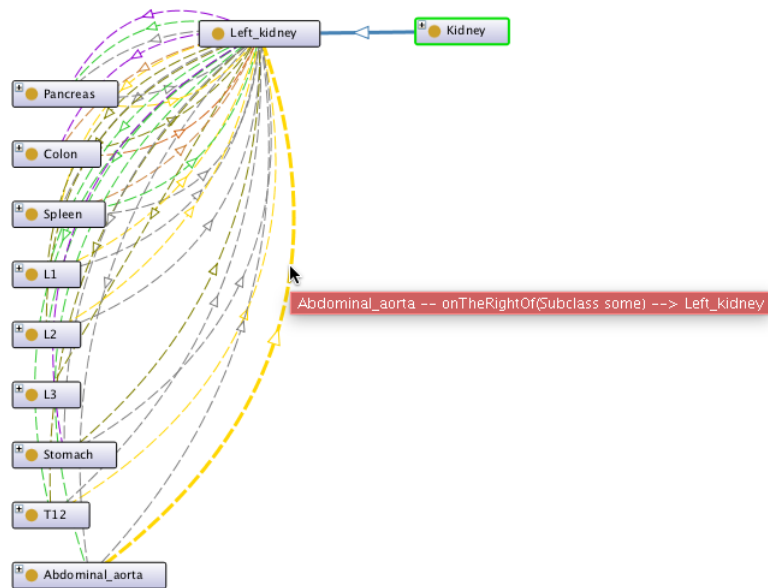 Left_kidney
Kidney
Pancreas
Colon
Spleen
L1
Abdominal_aorta -- onTheRightOf(Subclass some) --> Left_kidney
L2
L3
Stomach
T12
Abdominal_aorta